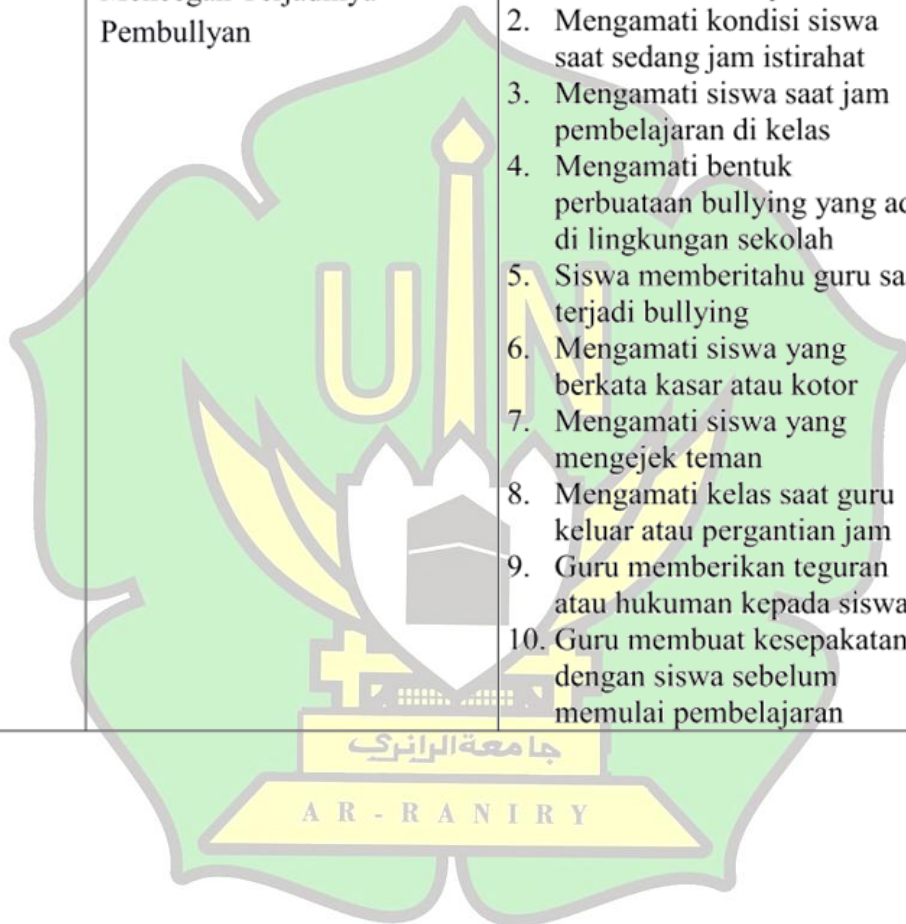 Pembullyan
2. Mengamati kondisi siswa
saat sedang jam istirahat
3. Mengamati siswa saat jam
pembelajaran di kelas
4. Mengamati bentuk
perbuataan bullying yang
di lingkungan sekolah
5. Siswa memberitahu guru
terjadi bullying
6. Mengamati siswa yang
berkata kasar atau kotor
7. Mengamati siswa yang
mengejek teman
8. Mengamati kelas saat guru
keluar atau pergantian jam
9. Guru memberikan teguran
atau hukuman kepada siswa
10. Guru membuat kesepakatan
dengan siswa sebelum
memulai pembelajaran
UIN
جامعة الرانري
AR-RANIRY